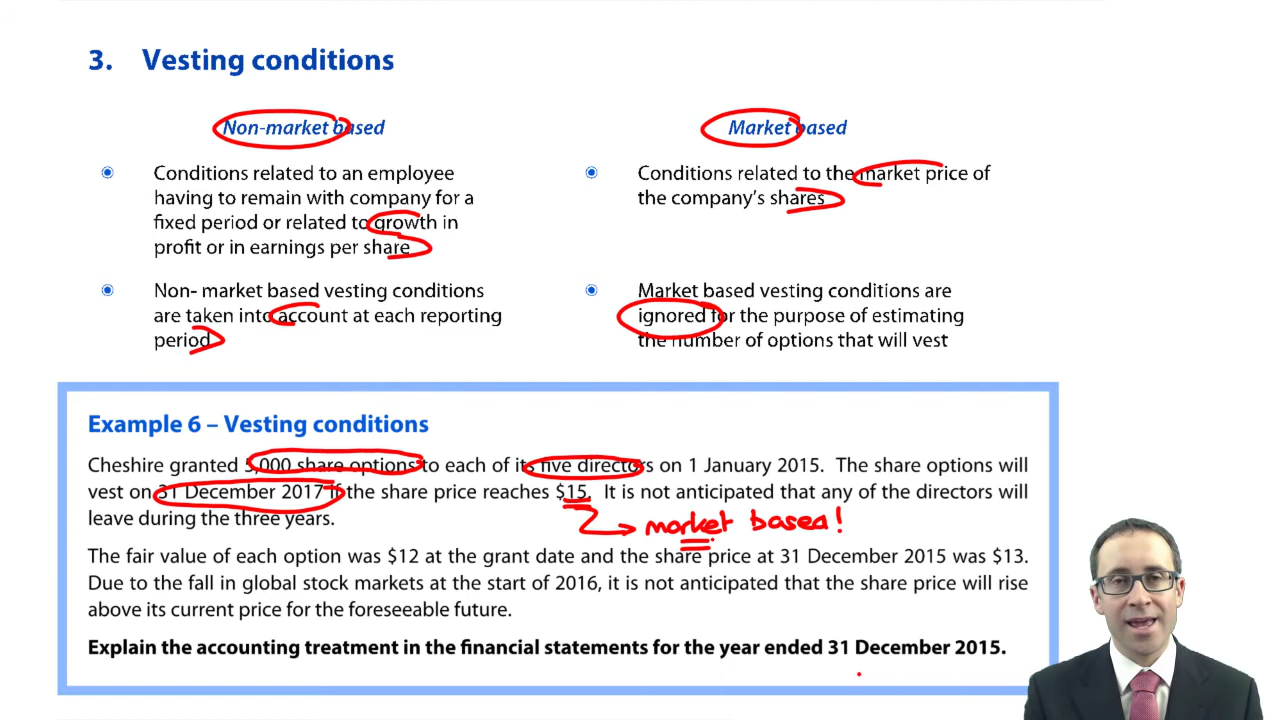 3. Vesting conditions
Non-market based
Conditions related to an employee
having to remain with company for a
fixed period or related to growth in
profit or in earnings per share
Non- market based vesting conditions
are taken into account at each reporting
period
Market based
Conditions related to the market price of
the company's shares
Market based vesting conditions are
ignored for the purpose of estimating
the number of options that will vest
Example 6 – Vesting conditions
Cheshire granted 5,000 share options to each of its five directors on 1 January 2015. The share options will
vest on 31 December 2017 if the share price reaches $15. It is not anticipated that any of the directors will
leave during the three years.
market based!
The fair value of each option was $12 at the grant date and the share price at 31 December 2015 was $13.
Due to the fall in global stock markets at the start of 2016, it is not anticipated that the share price will rise
above its current price for the foreseeable future.
Explain the accounting treatment in the financial statements for the year ended 31 December 2015.